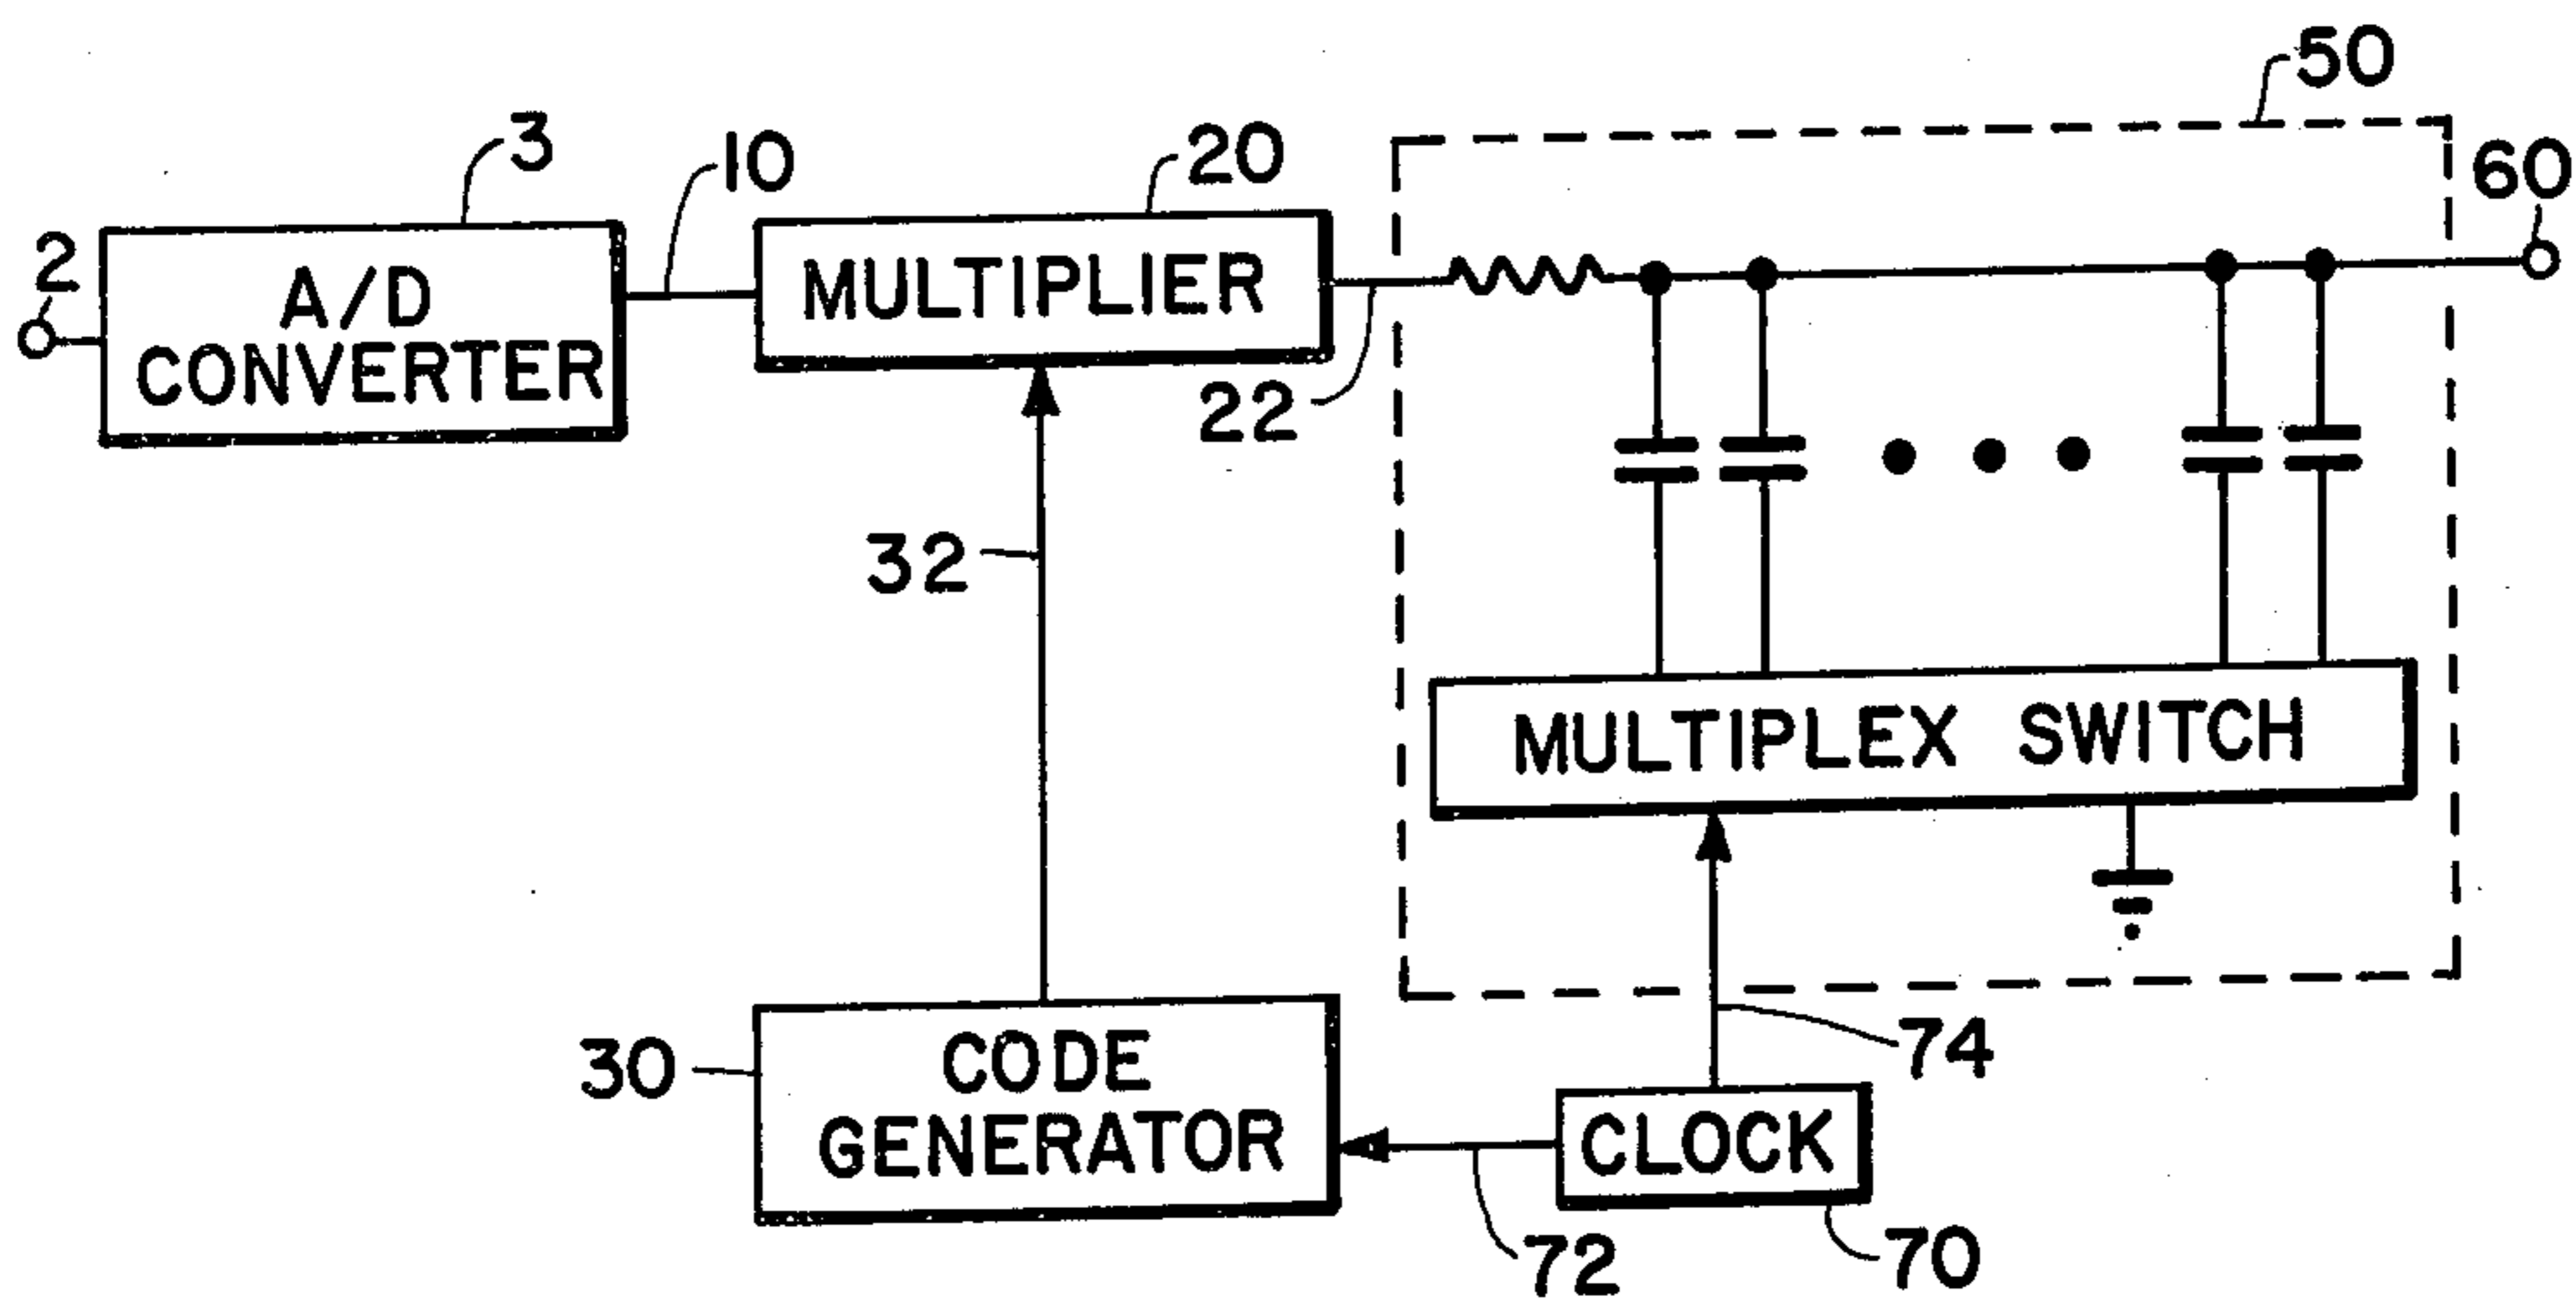 50
3
10
20
60
2
A/D
CONVERTER
MULTIPLIER
22
32
MULTIPLEX SWITCH
30
CODE
GENERATOR
74
CLOCK
72
70